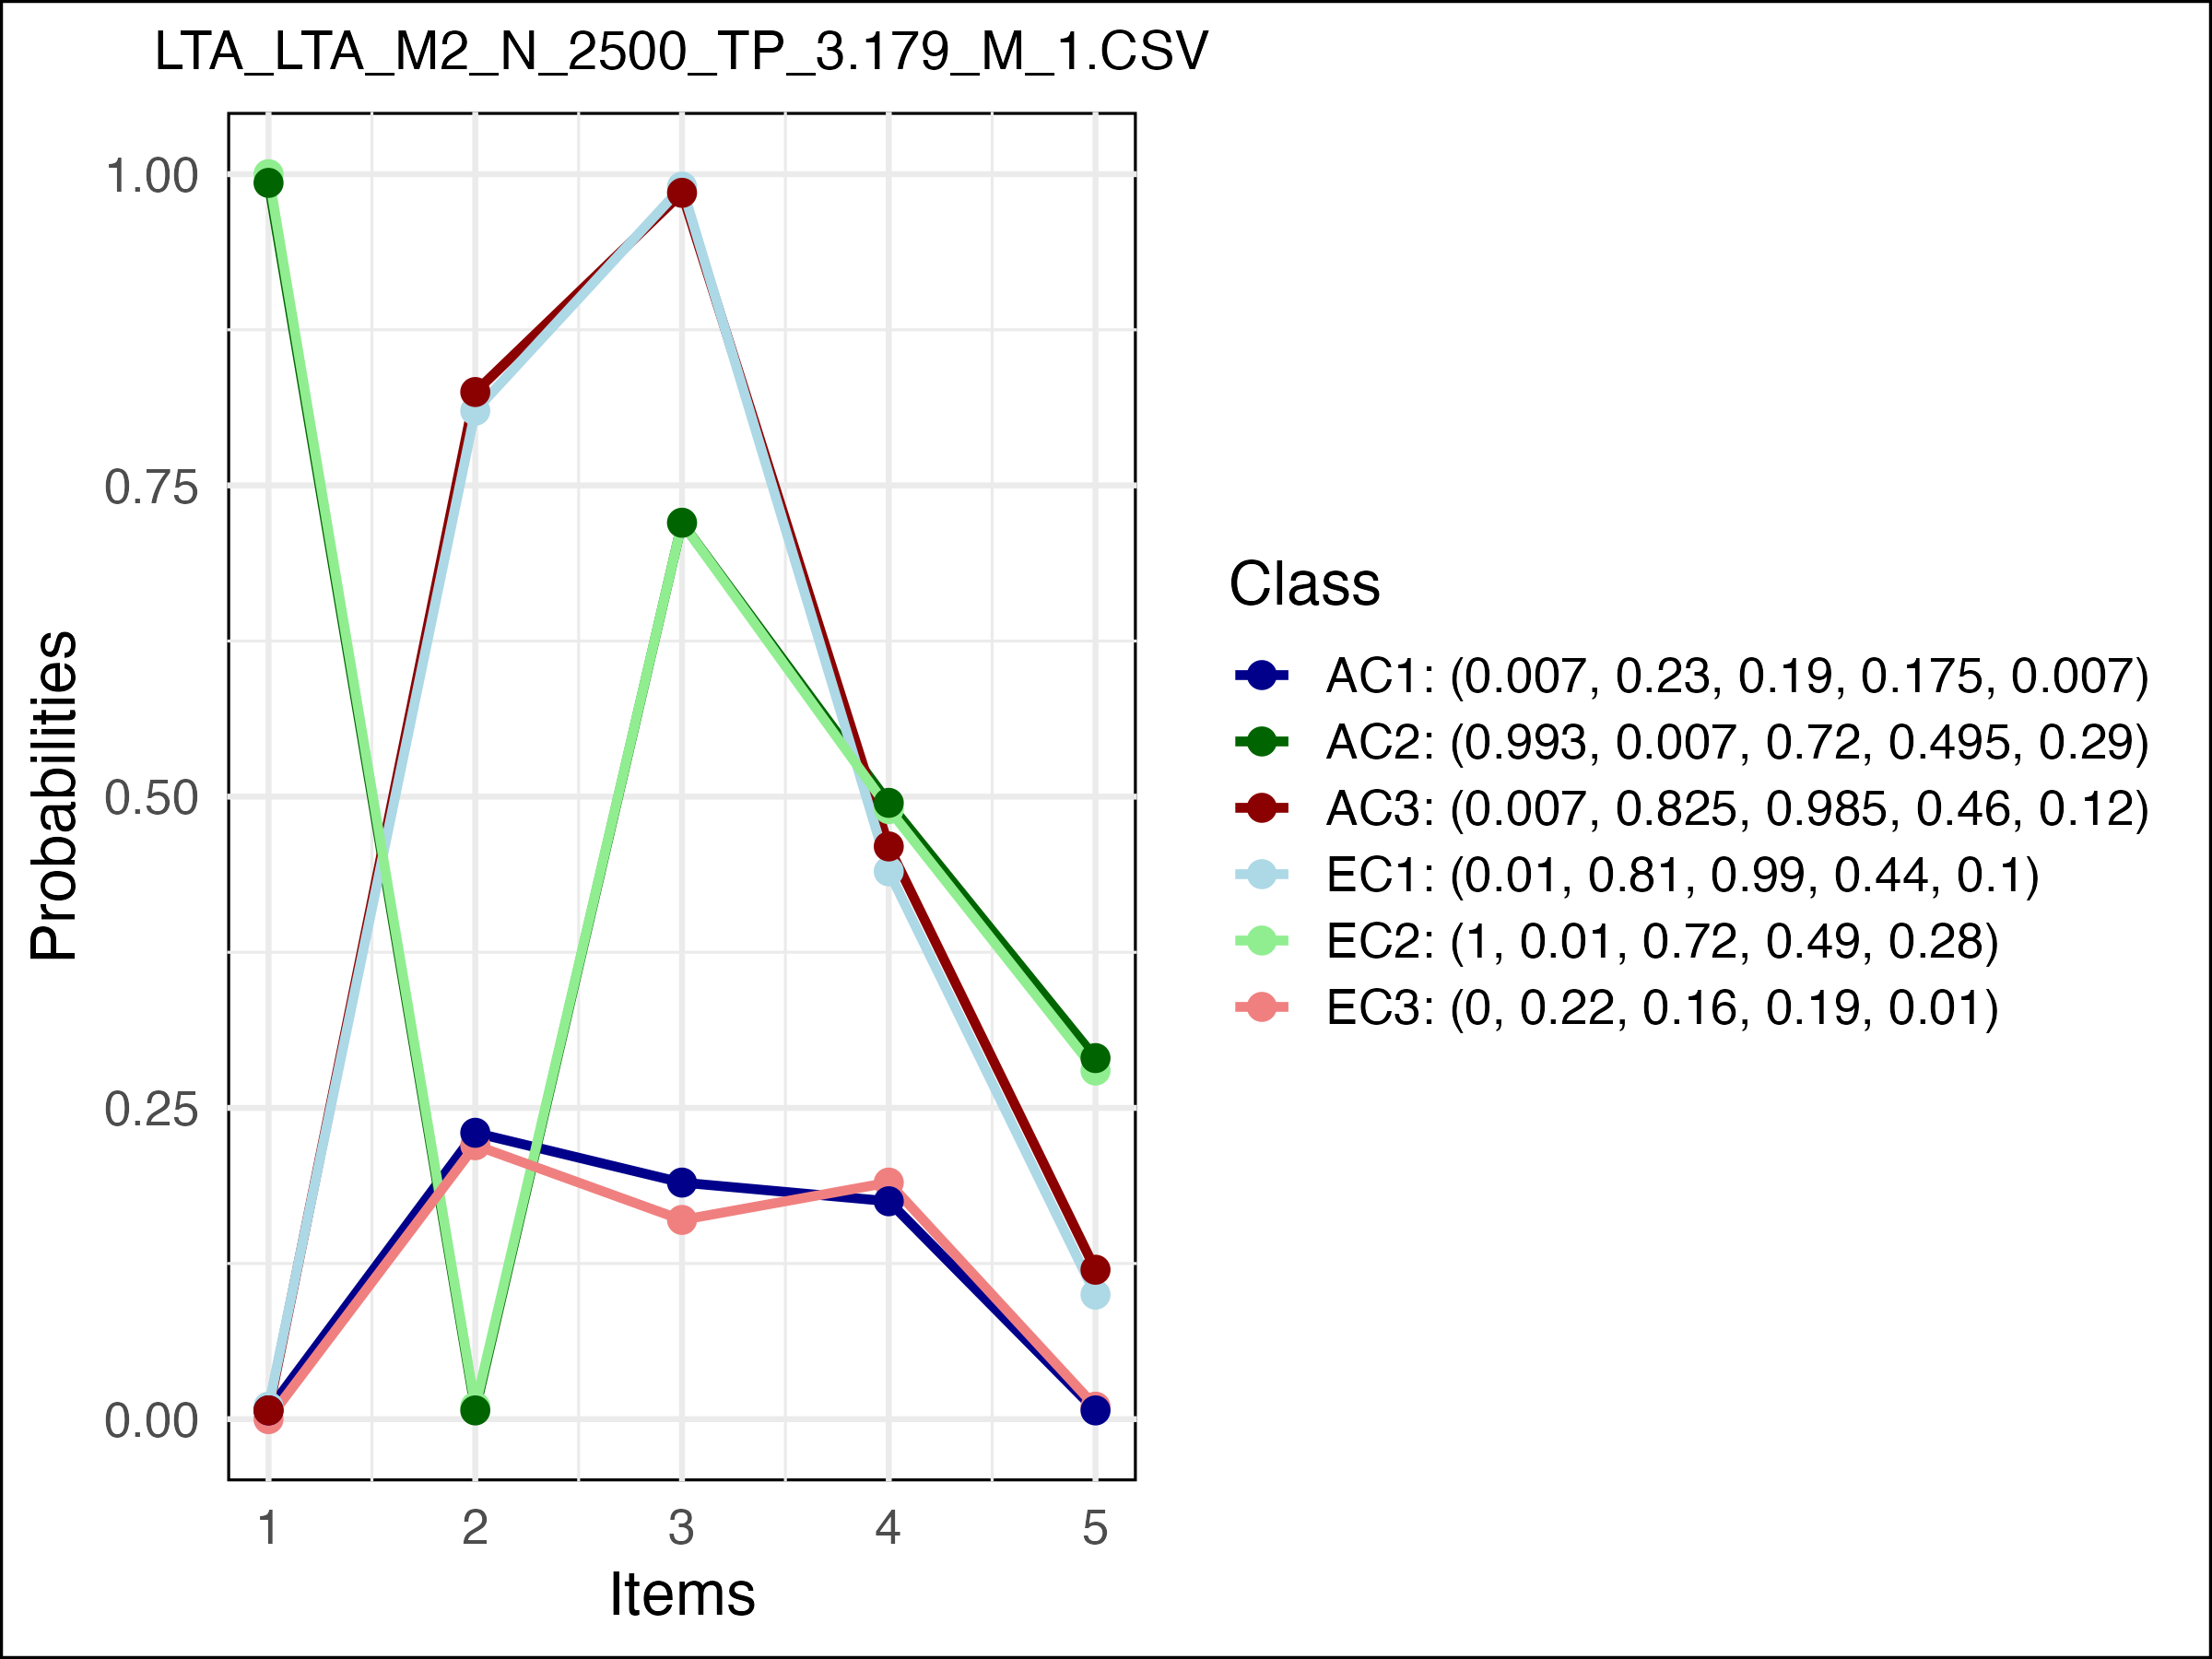 LTA_LTA_M2_N_2500_TP_3.179_M_1.CSV
1.00
0.75
0.50
0.25
0.00
Probabilities
1 2 3 4 5
Items
Class
AC1: (0.007, 0.23, 0.19, 0.175, 0.007)
AC2: (0.993, 0.007, 0.72, 0.495, 0.29)
AC3: (0.007, 0.825, 0.985, 0.46, 0.12)
EC1: (0.01, 0.81, 0.99, 0.44, 0.1)
EC2: (1, 0.01, 0.72, 0.49, 0.28)
EC3: (0, 0.22, 0.16, 0.19, 0.01)